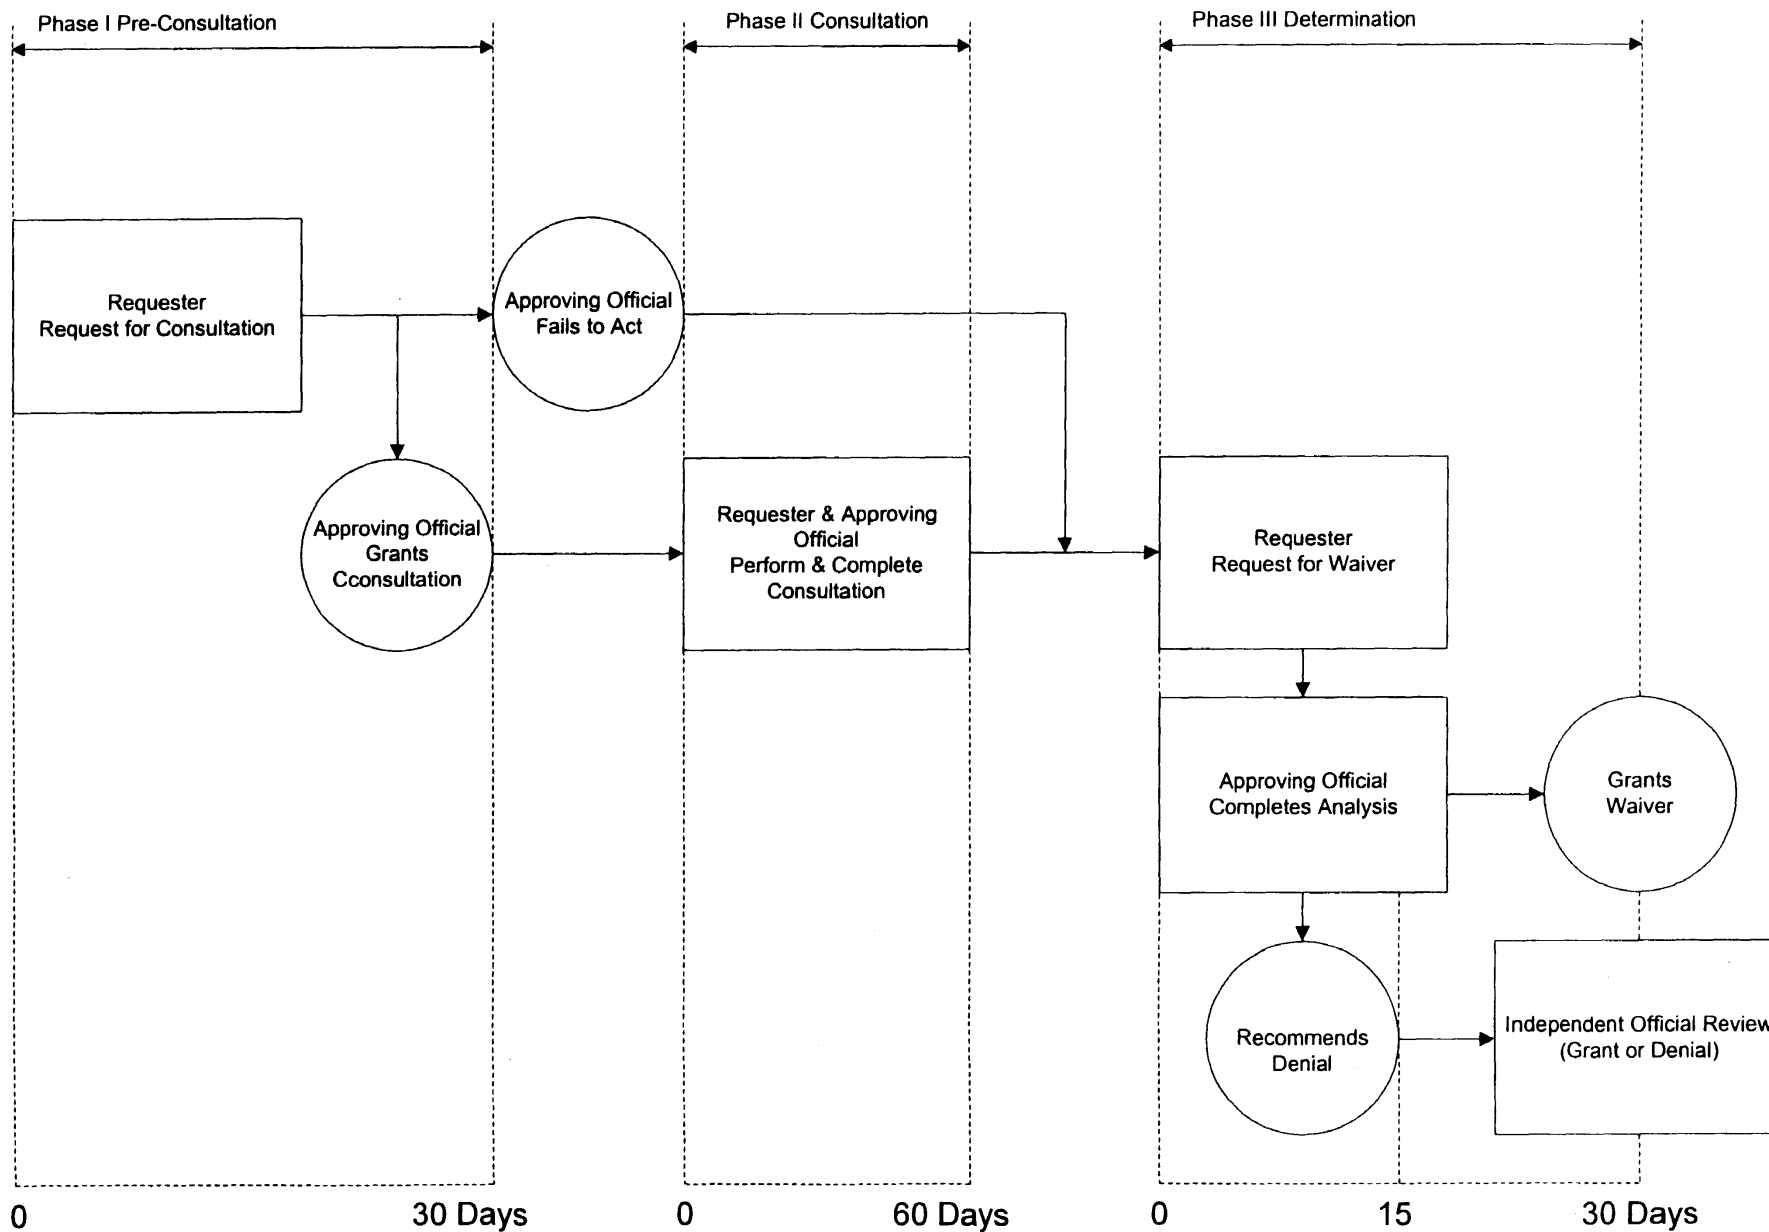 Phase I Pre-Consultation
Phase II Consultation
Phase III Determination
Requester
Request for Consultation
Approving Official
Fails to Act
Approving Official
Grants
Cconsultation
Requester & Approving
Official
Perform & Complete
Consultation
Requester
Request for Waiver
Approving Official
Completes Analysis
Grants
Waiver
Recommends
Denial
Independent Official Review
(Grant or Denial)
0
30 Days
0
60 Days
0
15
30 Days